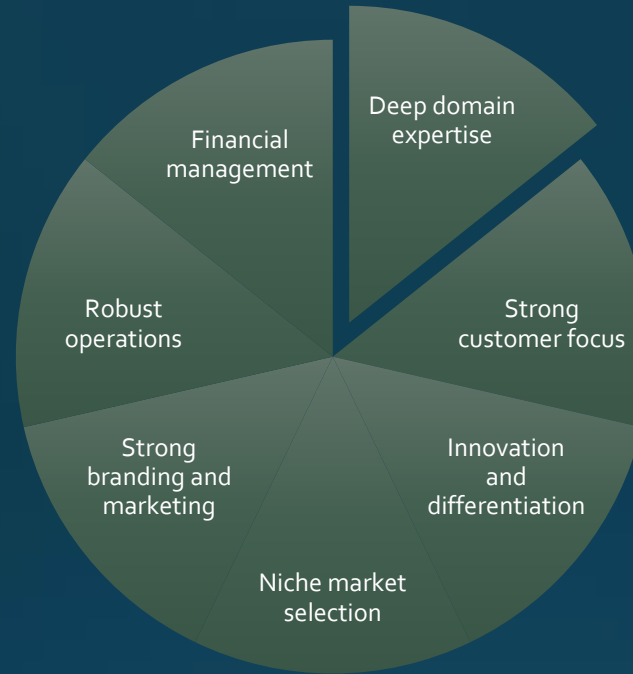 Deep domain
expertise
Strong
customer focus
Innovation
and
differentiation
Niche market
selection
Strong
branding and
marketing
Robust
operations
Financial
management